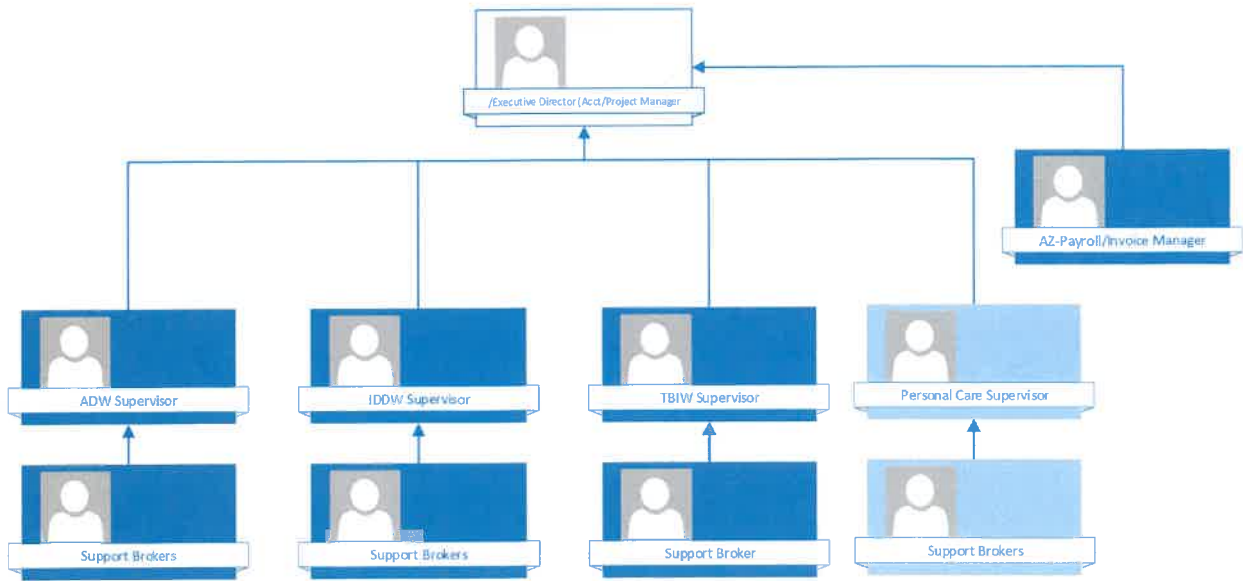 /Executive Director(Acct/Project Manager
AZ-Payroll/Invoice Manager
ADW Supervisor
IDDW Supervisor
TBIW Supervisor
Personal Care Supervisor
Support Brokers
Support Brokers
Support Broker
Support Brokers